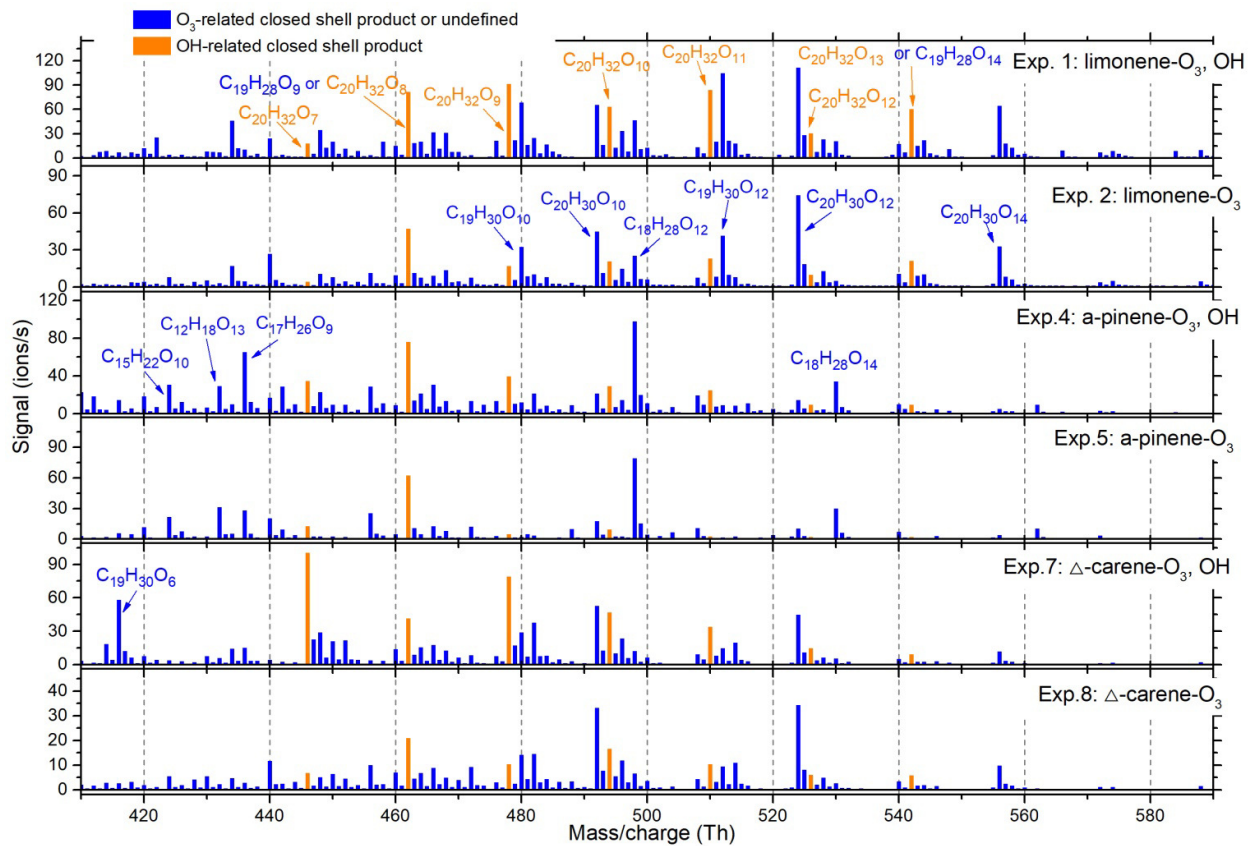 O₃-related closed shell product or undefined
OH-related closed shell product
Exp. 1: limonene-O₃, OH
120
90
60
30
0
C₁₉H₂₈O₉ or
C₂₀H₃₂O₇
C₂₀H₃₂O₈
C₂₀H₃₂O₉
C₂₀H₃₂O₁₀
C₂₀H₃₂O₁₁
C₂₀H₃₂O₁₃ or C₁₉H₂₈O₁₄
C₂₀H₃₂O₁₂
Exp. 2: limonene-O₃
90
60
30
0
C₁₉H₃₀O₁₀
C₂₀H₃₀O₁₀
C₁₈H₂₈O₁₂
C₁₉H₃₀O₁₂
C₂₀H₃₀O₁₂
C₂₀H₃₀O₁₄
Exp.4: a-pinene-O₃, OH
120
80
40
0
C₁₅H₂₂O₁₀
C₁₂H₁₈O₁₃
C₁₇H₂₆O₉
C₁₈H₂₈O₁₄
Signal (ions/s)
Exp.5: a-pinene-O₃
90
60
30
0
Exp.7: △-carene-O₃, OH
90
60
30
0
C₁₉H₃₀O₆
Exp.8: △-carene-O₃
40
30
20
10
0
420 440 460 480 500 520 540 560 580
Mass/charge (Th)